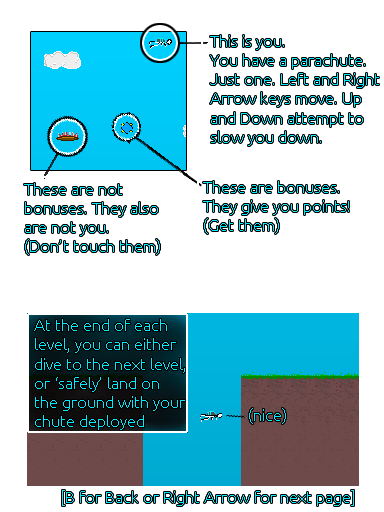 This is you.
You have a parachute.
Just one. Left and Right
Arrow keys move. Up
and Down attempt to
slow you down.
These are not
bonuses. They also
are not you.
(Don't touch them)
These are bonuses.
They give you points!
(Get them)
At the end of each
level, you can either
dive to the next level,
or 'safely' land on
the ground with your
chute deployed
(nice)
[B for Back or Right Arrow for next page]